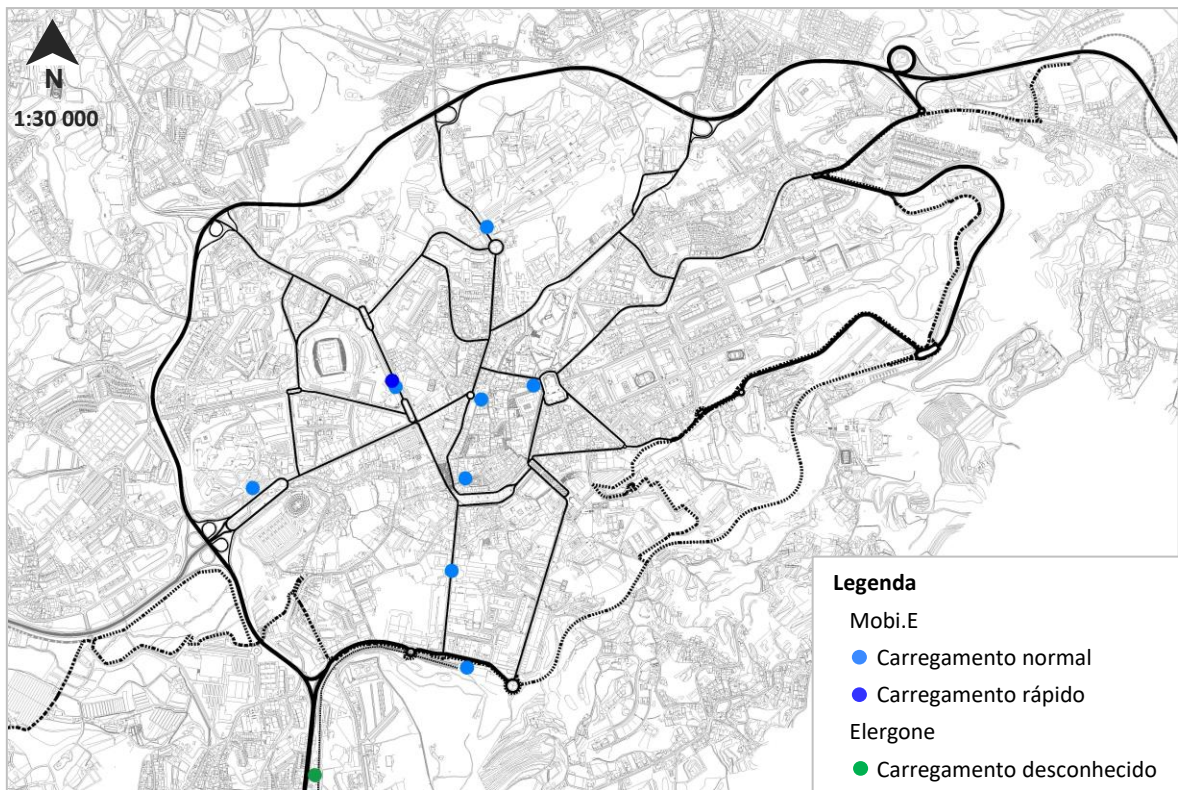 N
1:30 000
Legenda
Mobi.E
Carregamento normal
Carregamento rápido
Elergone
Carregamento desconhecido